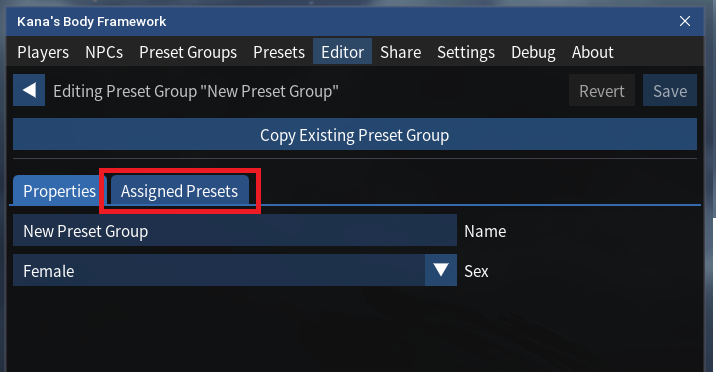 Kana's Body Framework
Players NPCs Preset Groups Presets Editor Share Settings Debug About
Editing Preset Group "New Preset Group" Revert Save
Copy Existing Preset Group
Properties Assigned Presets
New Preset Group Name
Female Sex